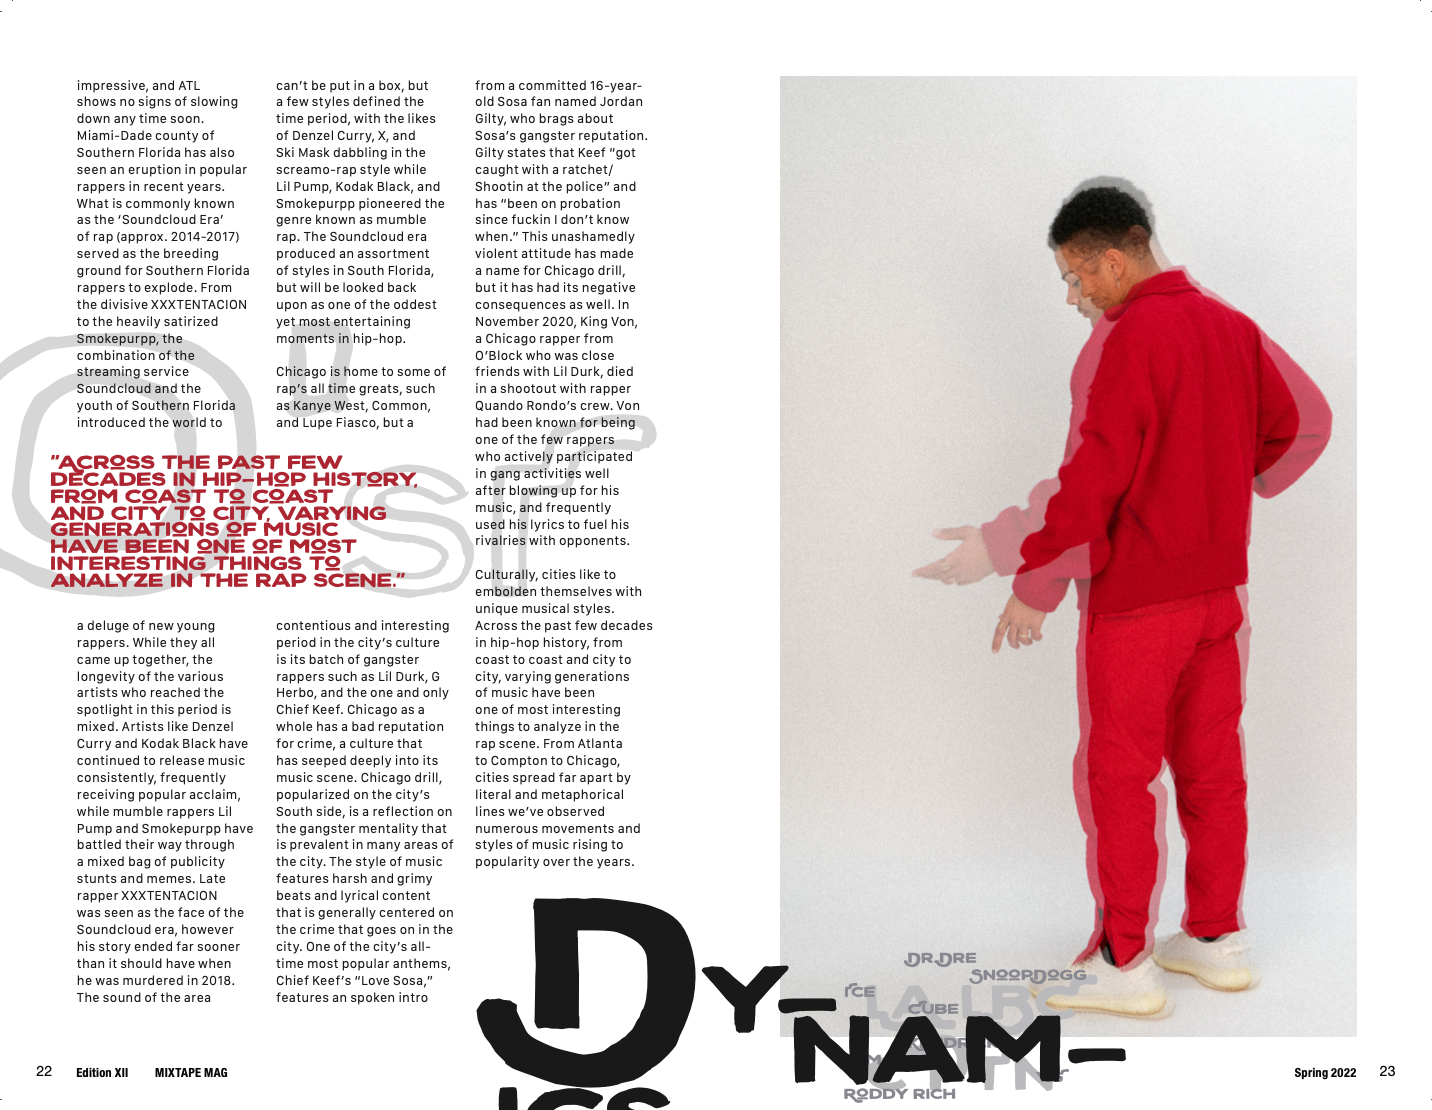 impressive, and ATL
shows no signs of slowing
down any time soon.
Miami-Dade county of
Southern Florida has also
seen an eruption in popular
rappers in recent years.
What is commonly known
as the ‘Soundcloud Era’
of rap (approx. 2014-2017)
served as the breeding
ground for Southern Florida
rappers to explode. From
the divisive XXXTENTACION
to the heavily satirized
Smokepurpp, the
combination of the
streaming service
Soundcloud and the
youth of Southern Florida
introduced the world to
a deluge of new young
rappers. While they all
came up together, the
longevity of the various
artists who reached the
spotlight in this period is
mixed. Artists like Denzel
Curry and Kodak Black have
continued to release music
consistently, frequently
receiving popular acclaim,
while mumble rappers Lil
Pump and Smokepurpp have
battled their way through
a mixed bag of publicity
stunts and memes. Late
rapper XXXTENTACION
was seen as the face of the
Soundcloud era, however
his story ended far sooner
than it should have when
he was murdered in 2018.
The sound of the area
can’t be put in a box, but
a few styles defined the
time period, with the likes
of Denzel Curry, X, and
Ski Mask dabbling in the
screamo-rap style while
Lil Pump, Kodak Black, and
Smokepurpp pioneered the
genre known as mumble
rap. The Soundcloud era
produced an assortment
of styles in South Florida,
but will be looked back
upon as one of the oddest
yet most entertaining
moments in hip-hop.
Chicago is home to some of
rap’s all time greats, such
as Kanye West, Common,
and Lupe Fiasco, but a
contentious and interesting
period in the city’s culture
is its batch of gangster
rappers such as Lil Durk, G
Herbo, and the one and only
Chief Keef. Chicago as a
whole has a bad reputation
for crime, a culture that
has seeped deeply into its
music scene. Chicago drill,
popularized on the city’s
South side, is a reflection on
the gangster mentality that
is prevalent in many areas of
the city. The style of music
features harsh and grimy
beats and lyrical content
that is generally centered on
the crime that goes on in the
city. One of the city’s all-
time most popular anthems,
Chief Keef’s “Love Sosa,”
features an spoken intro
from a committed 16-year-
old Sosa fan named Jordan
Gilty, who brags about
Sosa’s gangster reputation.
Gilty states that Keef “got
caught with a ratchet/
Shootin at the police” and
has “been on probation
since fuckin I don’t know
when.” This unashamedly
violent attitude has made
a name for Chicago drill,
but it has had its negative
consequences as well. In
November 2020, King Von,
a Chicago rapper from
O’Block who was close
friends with Lil Durk, died
in a shootout with rapper
Quando Rondo’s crew. Von
had been known for being
one of the few rappers
who actively participated
in gang activities well
after blowing up for his
music, and frequently
used his lyrics to fuel his
rivalries with opponents.
Culturally, cities like to
embolden themselves with
unique musical styles.
Across the past few decades
in hip-hop history, from
coast to coast and city to
city, varying generations
of music have been
one of most interesting
things to analyze in the
rap scene. From Atlanta
to Compton to Chicago,
cities spread far apart by
literal and metaphorical
lines we’ve observed
numerous movements and
styles of music rising to
popularity over the years.
“ACROSS THE PAST FEW
DECADES IN HIP-HOP HISTORY,
FROM COAST TO COAST
AND CITY TO CITY, VARYING
GENERATIONS OF MUSIC
HAVE BEEN ONE OF MOST
INTERESTING THINGS TO
ANALYZE IN THE RAP SCENE.”
DY-
NAM-
ICS
DR.DRE
SNOOPDOGG
ICE
CUBE
LA LBC
RODDY RICH
22 Edition XII MIXTAPE MAG
Spring 2022 23